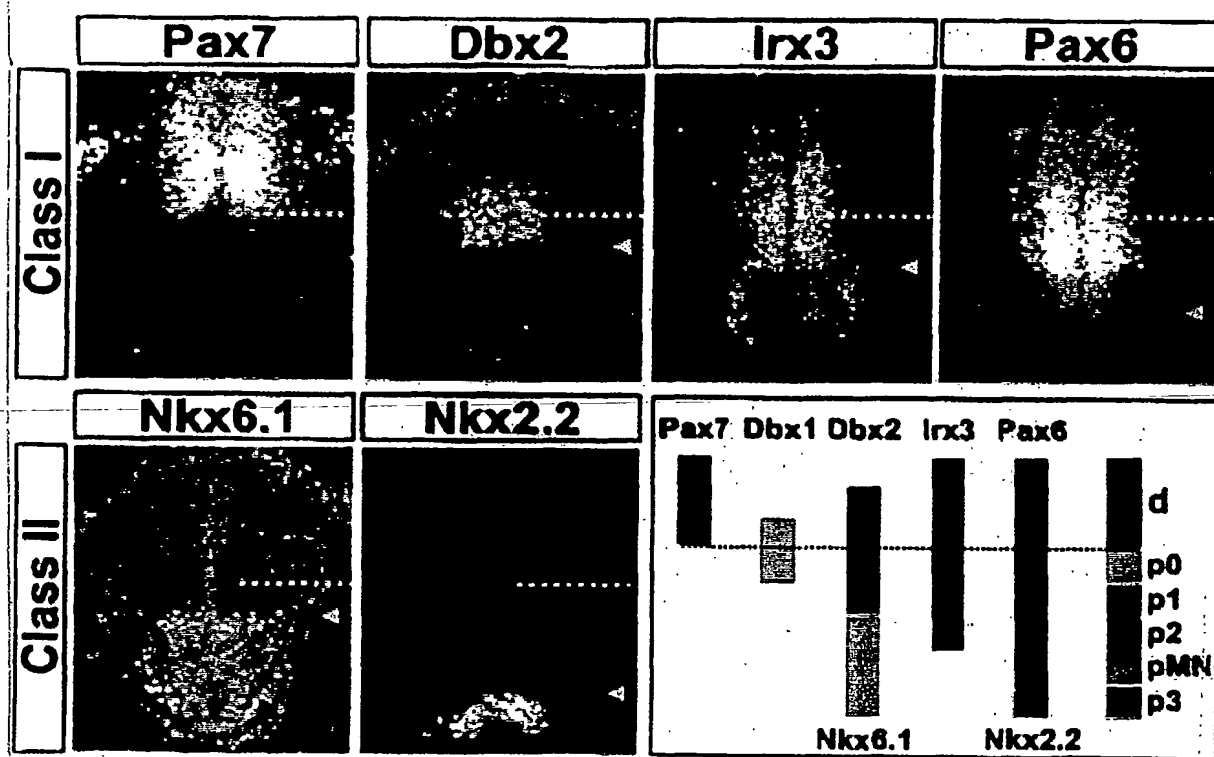 Pax7 Dbx2 Irx3 Pax6
Class I
Nkx6.1 Nkx2.2
Class II
Pax7 Dbx1 Dbx2 Irx3 Pax6
d
p0
p1
p2
pMN
p3
Nkx6.1 Nkx2.2